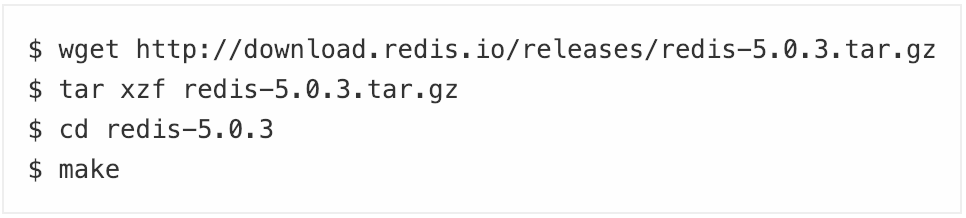 $ wget http://download.redis.io/releases/redis-5.0.3.tar.gz
$ tar xzf redis-5.0.3.tar.gz
$ cd redis-5.0.3
$ make